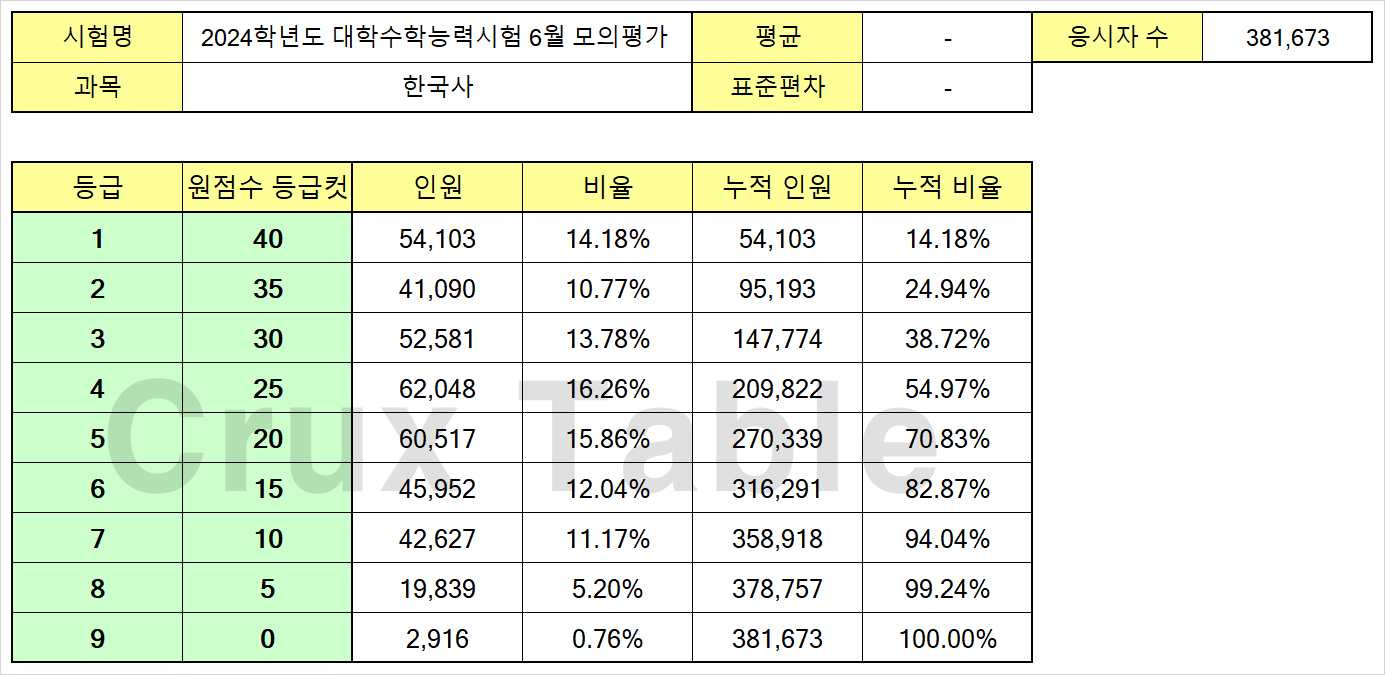 시험명 2024학년도 대학수학능력시험 6월 모의평가 평균 - 응시자 수 381,673
과목 한국사 표준편차 -
등급 원점수 등급컷 인원 비율 누적 인원 누적 비율
1 40 54,103 14.18% 54,103 14.18%
2 35 41,090 10.77% 95,193 24.94%
3 30 52,581 13.78% 147,774 38.72%
4 25 62,048 16.26% 209,822 54.97%
5 20 60,517 15.86% 270,339 70.83%
6 15 45,952 12.04% 316,291 82.87%
7 10 42,627 11.17% 358,918 94.04%
8 5 19,839 5.20% 378,757 99.24%
9 0 2,916 0.76% 381,673 100.00%
Crux Table